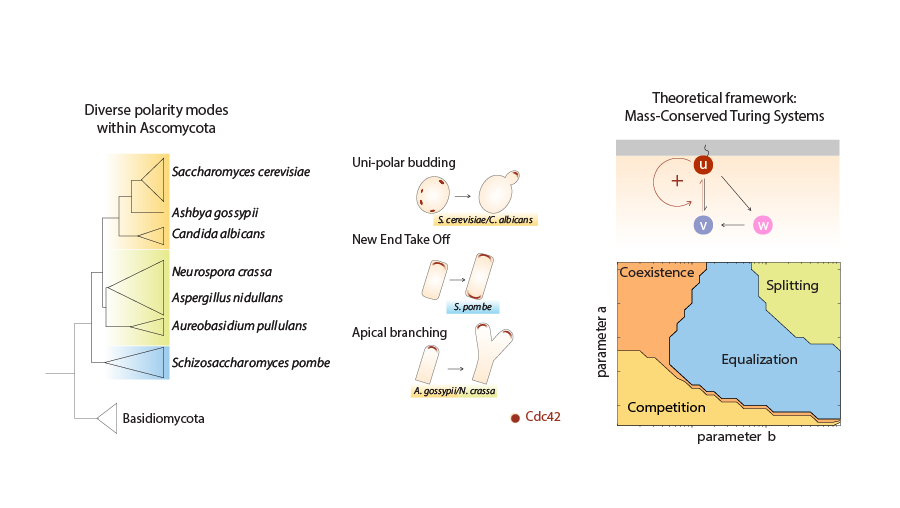 Diverse polarity modes
within Ascomycota
Saccharomyces cerevisiae
Ashbya gossypii
Candida albicans
Neurospora crassa
Aspergillus nidullans
Aureobasidium pullulans
Schizosaccharomyces pombe
Basidiomycota
Uni-polar budding
S. cerevisiae/C. albicans
New End Take Off
S. pombe
Apical branching
A. gossypii/N. crassa
Cdc42
Theoretical framework:
Mass-Conserved Turing Systems
u
+
v
w
Coexistence
Splitting
Equalization
Competition
parameter a
parameter b